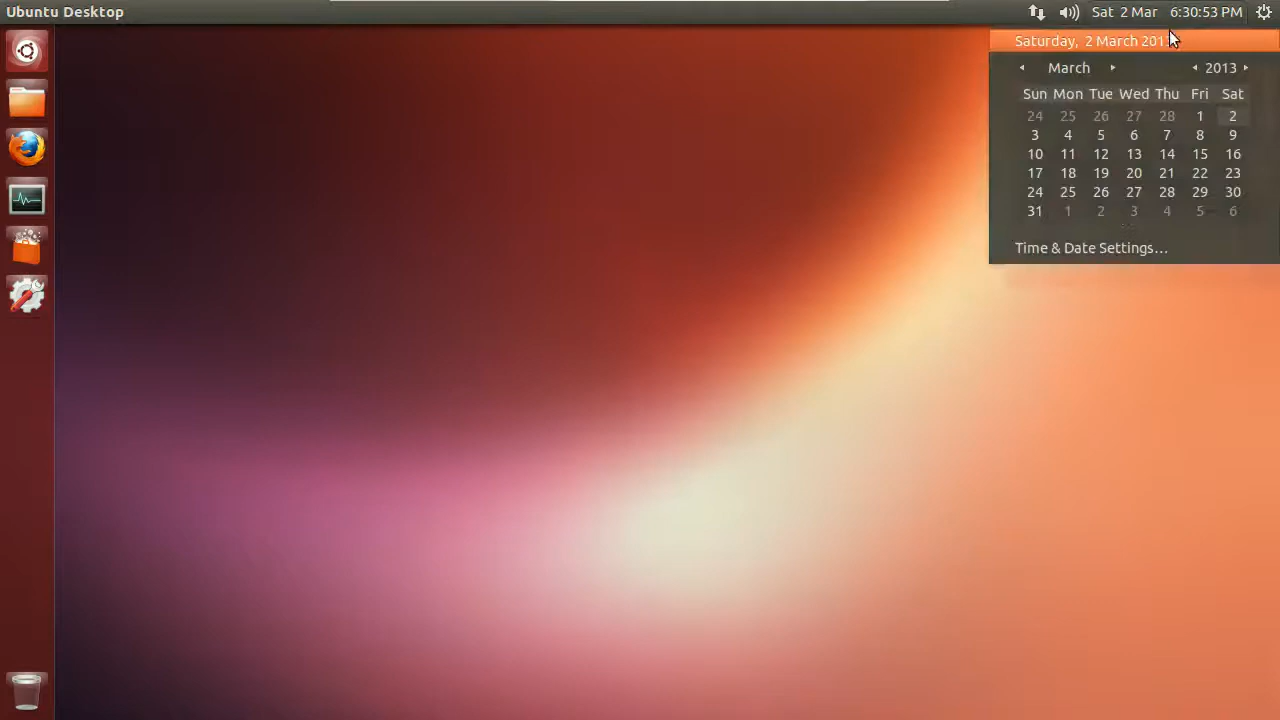 Ubuntu Desktop
Sat 2 Mar 6:30:53 PM
Saturday, 2 March 201
March 2013
Sun Mon Tue Wed Thu Fri Sat
24 25 26 27 28 1 2
3 4 5 6 7 8 9
10 11 12 13 14 15 16
17 18 19 20 21 22 23
24 25 26 27 28 29 30
31 1 2 3 4 5 6
Time & Date Settings...